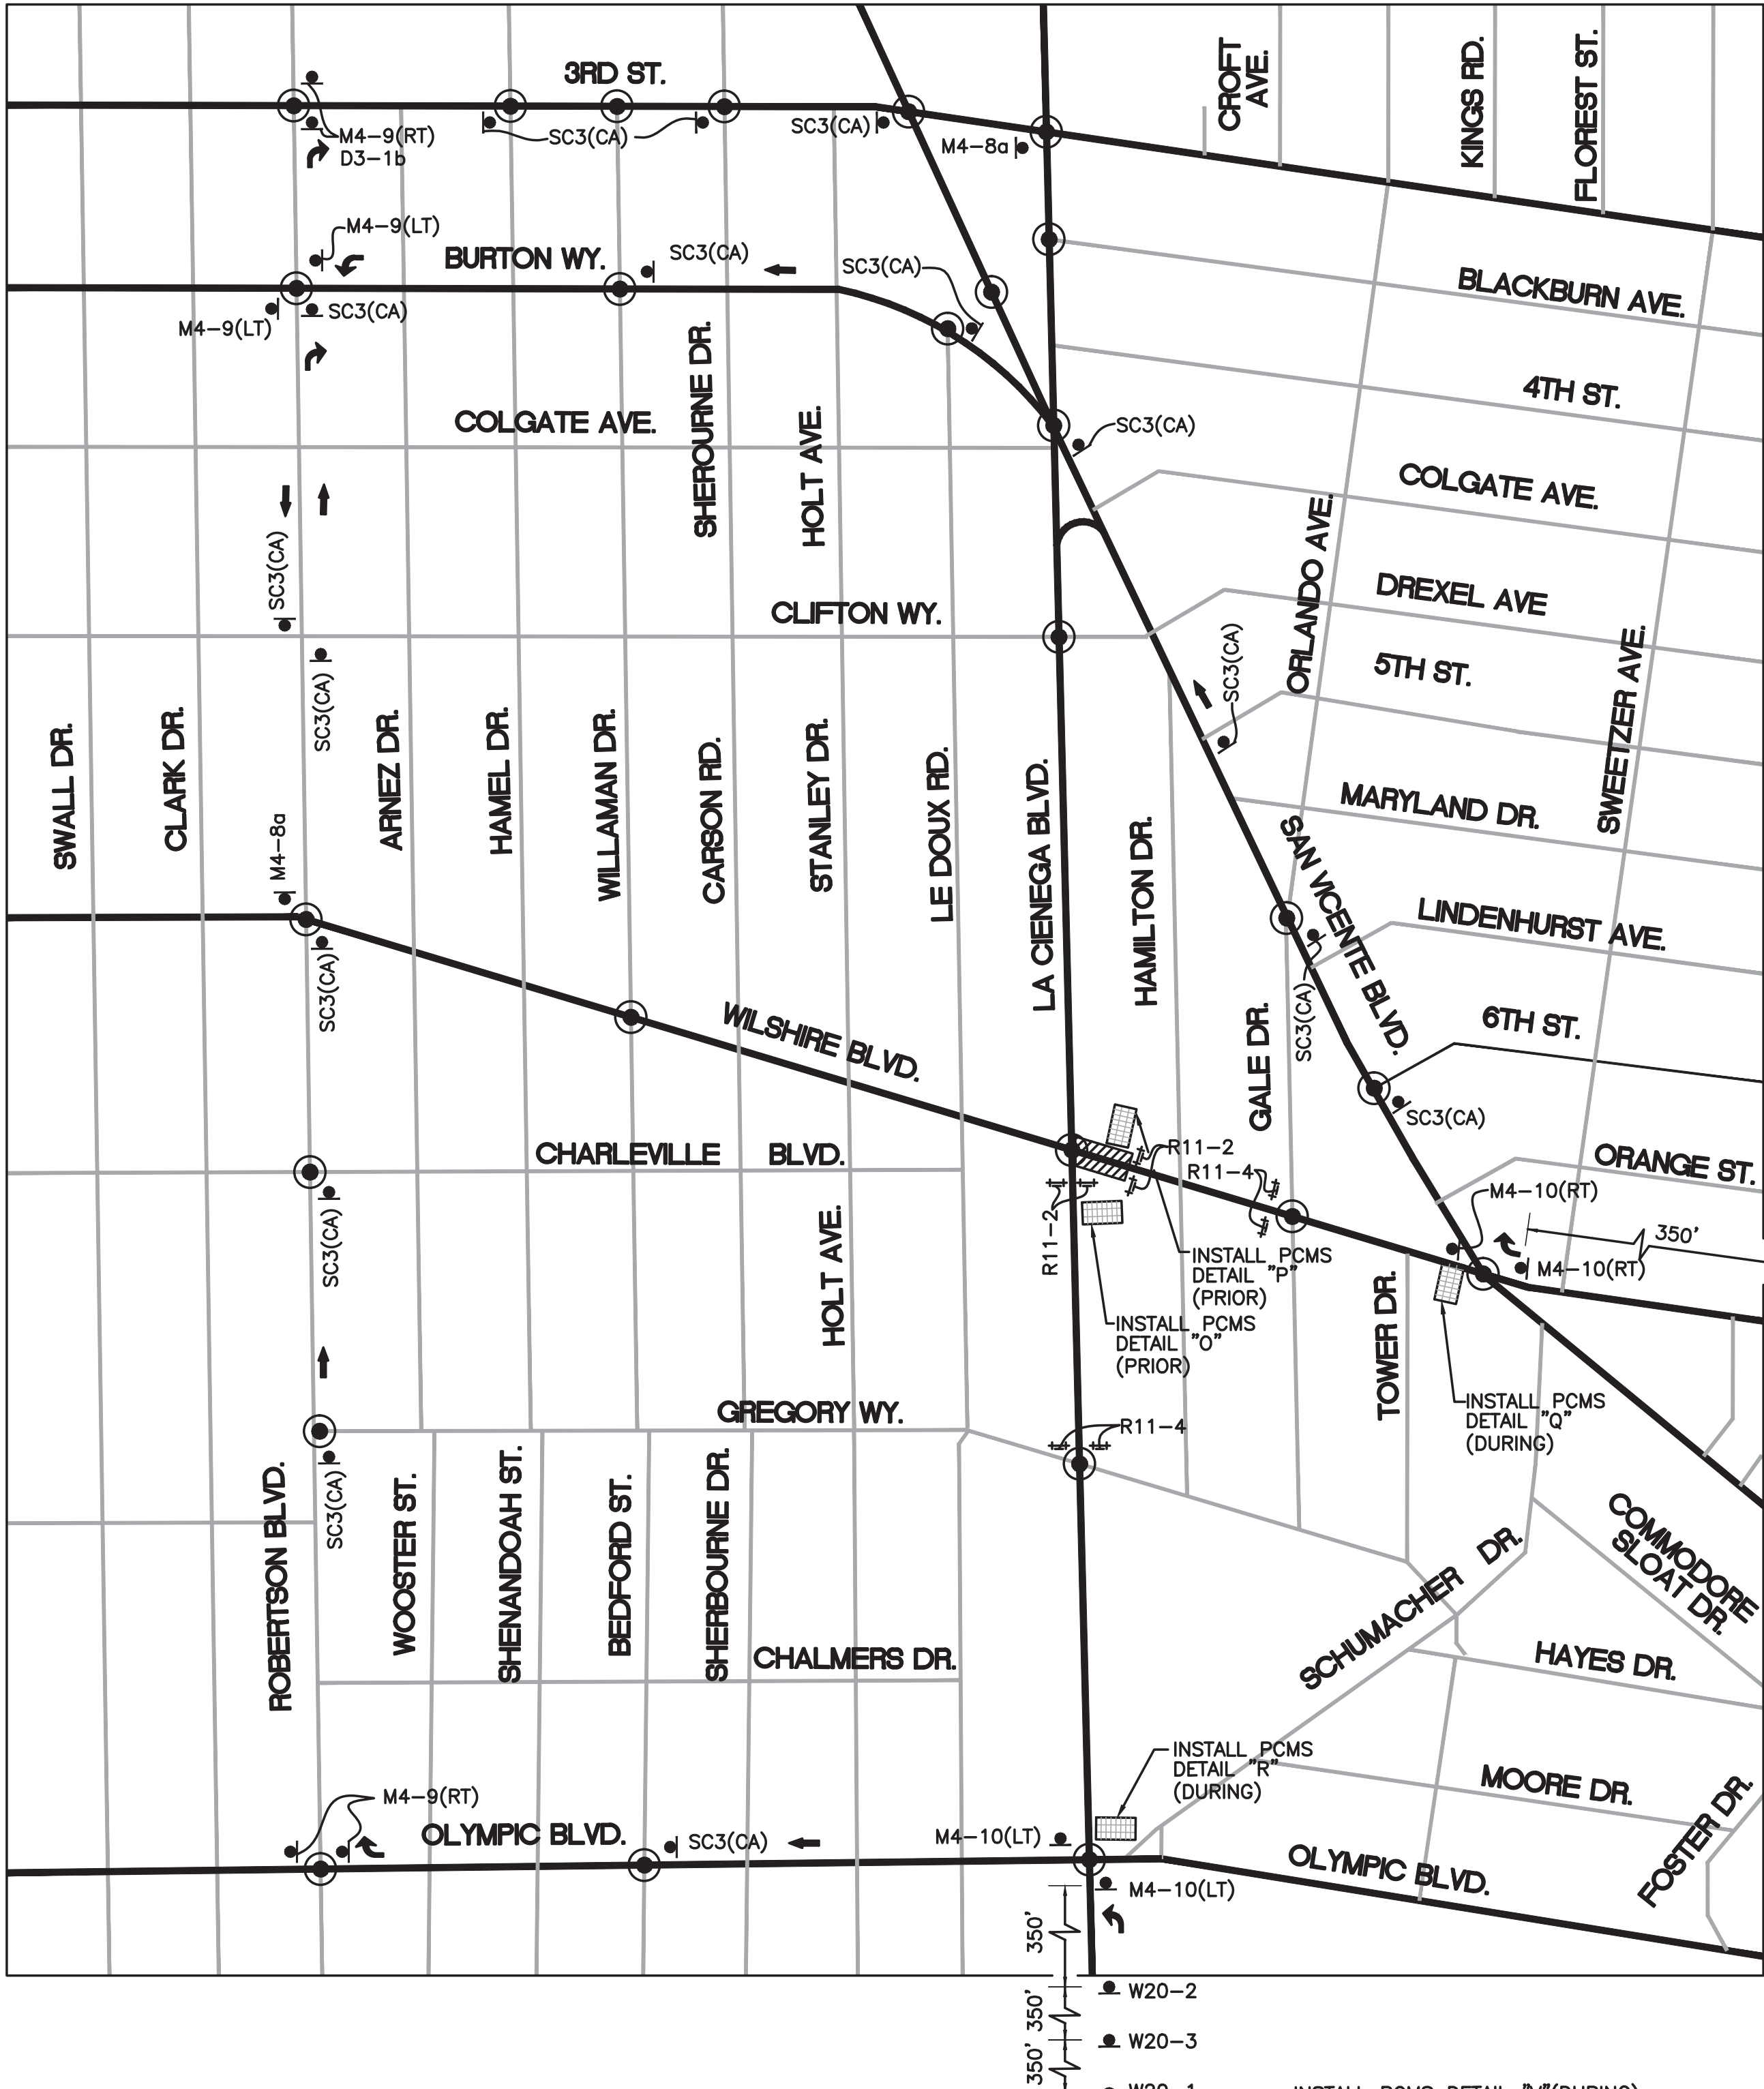 3RD ST.
CROFT
AVE.
KINGS RD.
FLOREST ST.
M4-9(RT)
D3-1b
SC3(CA)
SC3(CA)
M4-8a
M4-9(LT)
BURTON WY.
SC3(CA)
SC3(CA)
M4-9(LT)
SC3(CA)
BLACKBURN AVE.
SHEROURNE DR.
HOLT AVE.
4TH ST.
COLGATE AVE.
SC3(CA)
COLGATE AVE.
SC3(CA)
ORLANDO AVE.
DREXEL AVE
CLIFTON WY.
SC3(CA)
SC3(CA)
5TH ST.
SWEETZER AVE.
SWALL DR.
CLARK DR.
ARNEZ DR.
HAMEL DR.
WILLAMAN DR.
CARSON RD.
STANLEY DR.
LE DOUX RD.
LA CIENEGA BLVD.
HAMILTON DR.
MARYLAND DR.
M4-8a
SAN VICENTE BLVD.
LINDENHURST AVE.
SC3(CA)
SC3(CA)
WILSHIRE BLVD.
GALE DR.
6TH ST.
SC3(CA)
CHARLEVILLE BLVD.
R11-2
R11-4
ORANGE ST.
M4-10(RT)
350'
SC3(CA)
R11-2
HOLT AVE.
INSTALL PCMS
DETAIL "P"
(PRIOR)
M4-10(RT)
INSTALL PCMS
DETAIL "O"
(PRIOR)
TOWER DR.
INSTALL PCMS
DETAIL "Q"
(DURING)
GREGORY WY.
R11-4
SC3(CA)
ROBERTSON BLVD.
WOOSTER ST.
SHENANDOAH ST.
BEDFORD ST.
SHERBOURNE DR.
SCHUMACHER DR.
COMMODORE
SLOAT DR.
CHALMERS DR.
HAYES DR.
INSTALL PCMS
DETAIL "R"
(DURING)
MOORE DR.
FOSTER DR.
M4-9(RT)
OLYMPIC BLVD.
SC3(CA)
M4-10(LT)
OLYMPIC BLVD.
M4-10(LT)
350'
W20-2
350'
W20-3
350'
W20-1
INSTALL PCMS DETAIL "V"(DURING)